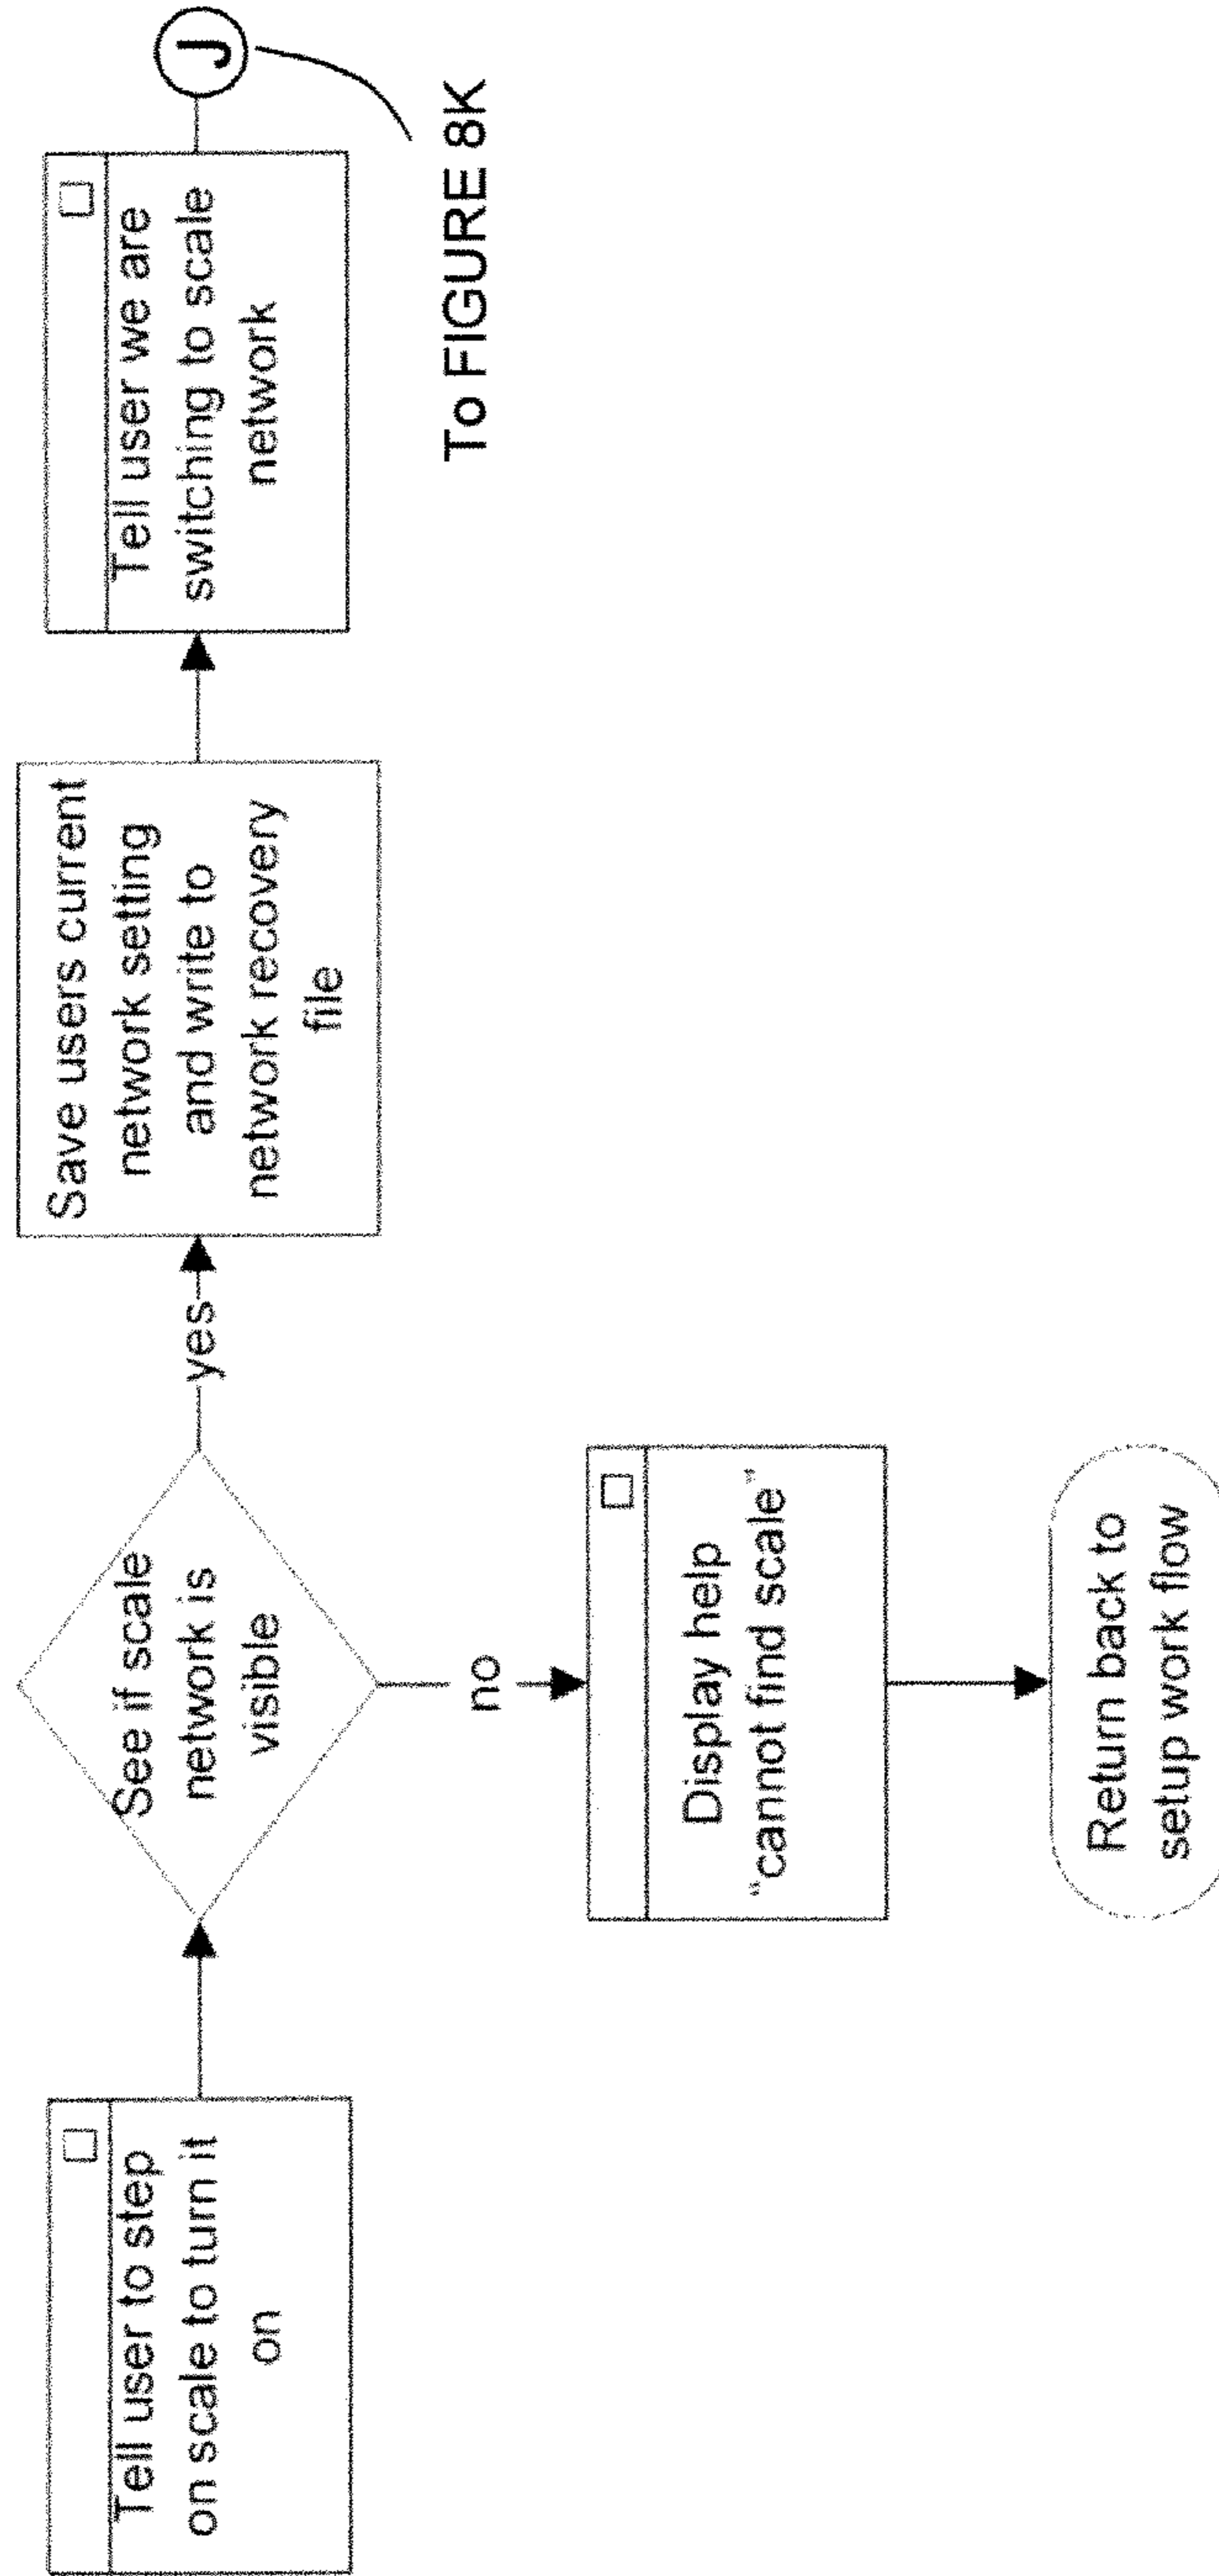 Tell user to step
on scale to turn it
on
See if scale
network is
visible
yes
Save users current
network setting
and write to
network recovery
file
Tell user we are
switching to scale
network
J
To FIGURE 8K
no
Display help
“cannot find scale”
Return back to
setup work flow